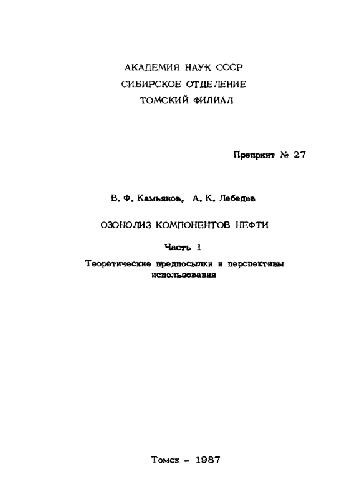 АКАДЕМИЯ НАУК СССР
СИБИРСКОЕ ОТДЕЛЕНИЕ
ТОМСКИЙ ФИЛИАЛ
Препринт № 27
В. Ф. Камьянов, А. К. Лебедев
ОЗОНОЛИЗ КОМПОНЕНТОВ НЕФТИ
Часть 1
Теоретические предпосылки и перспективы
использования
Томск – 1987